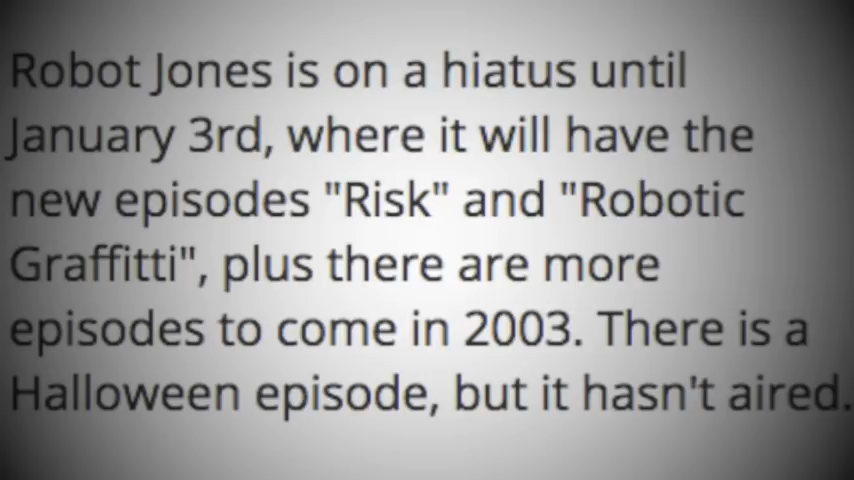 Robot Jones is on a hiatus until
January 3rd, where it will have the
new episodes "Risk" and "Robotic
Graffitti", plus there are more
episodes to come in 2003. There is a
Halloween episode, but it hasn't aired.